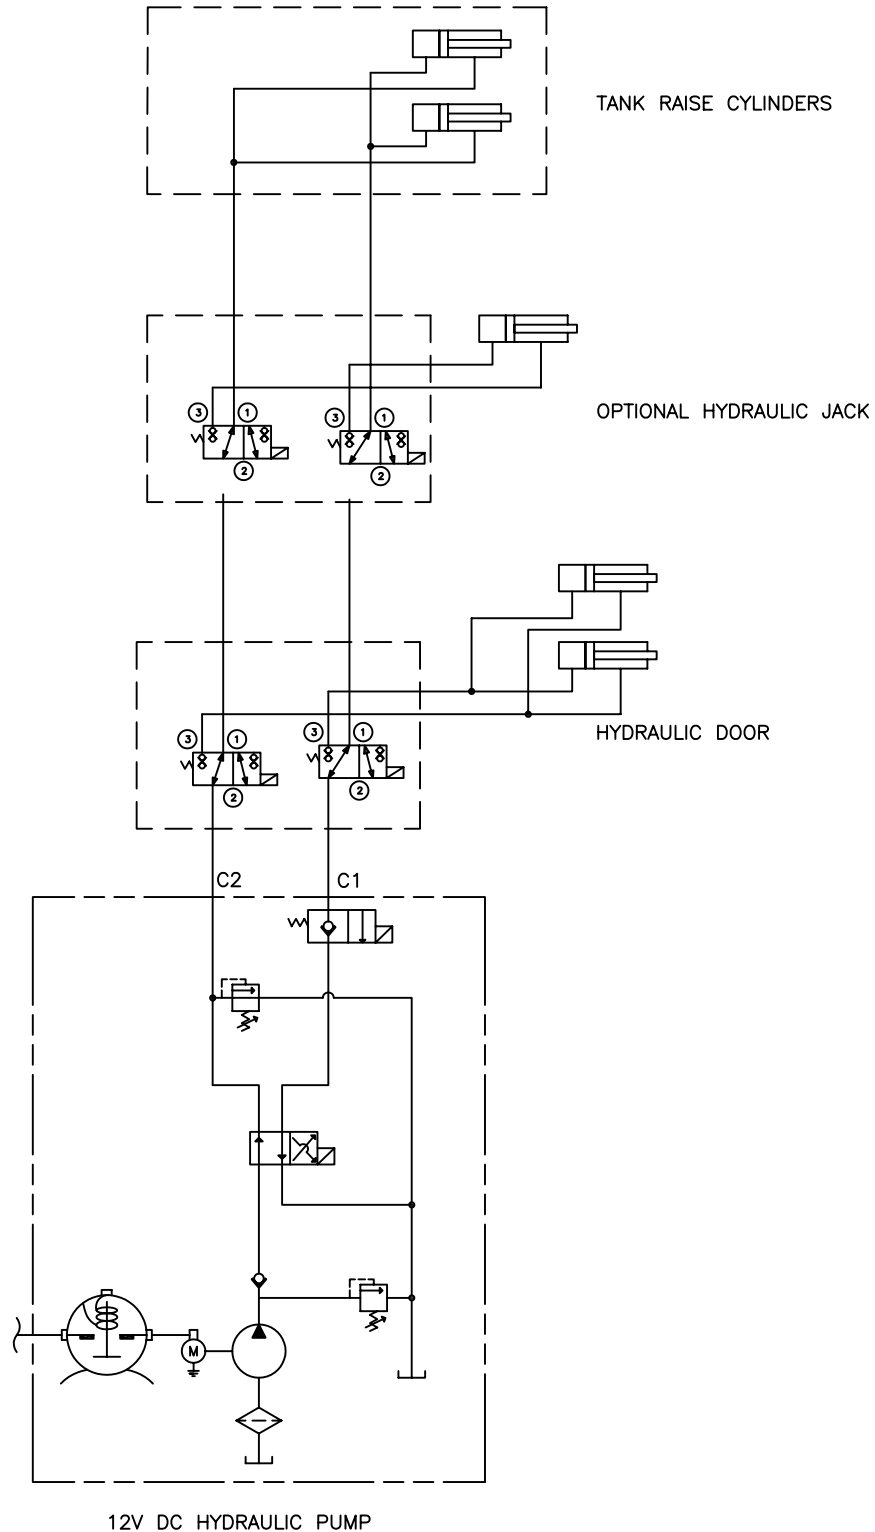 TANK RAISE CYLINDERS
3 1 3 1
OPTIONAL HYDRAULIC JACK
2 2
3 1 3 1
HYDRAULIC DOOR
2 2
C2 C1
M
12V DC HYDRAULIC PUMP